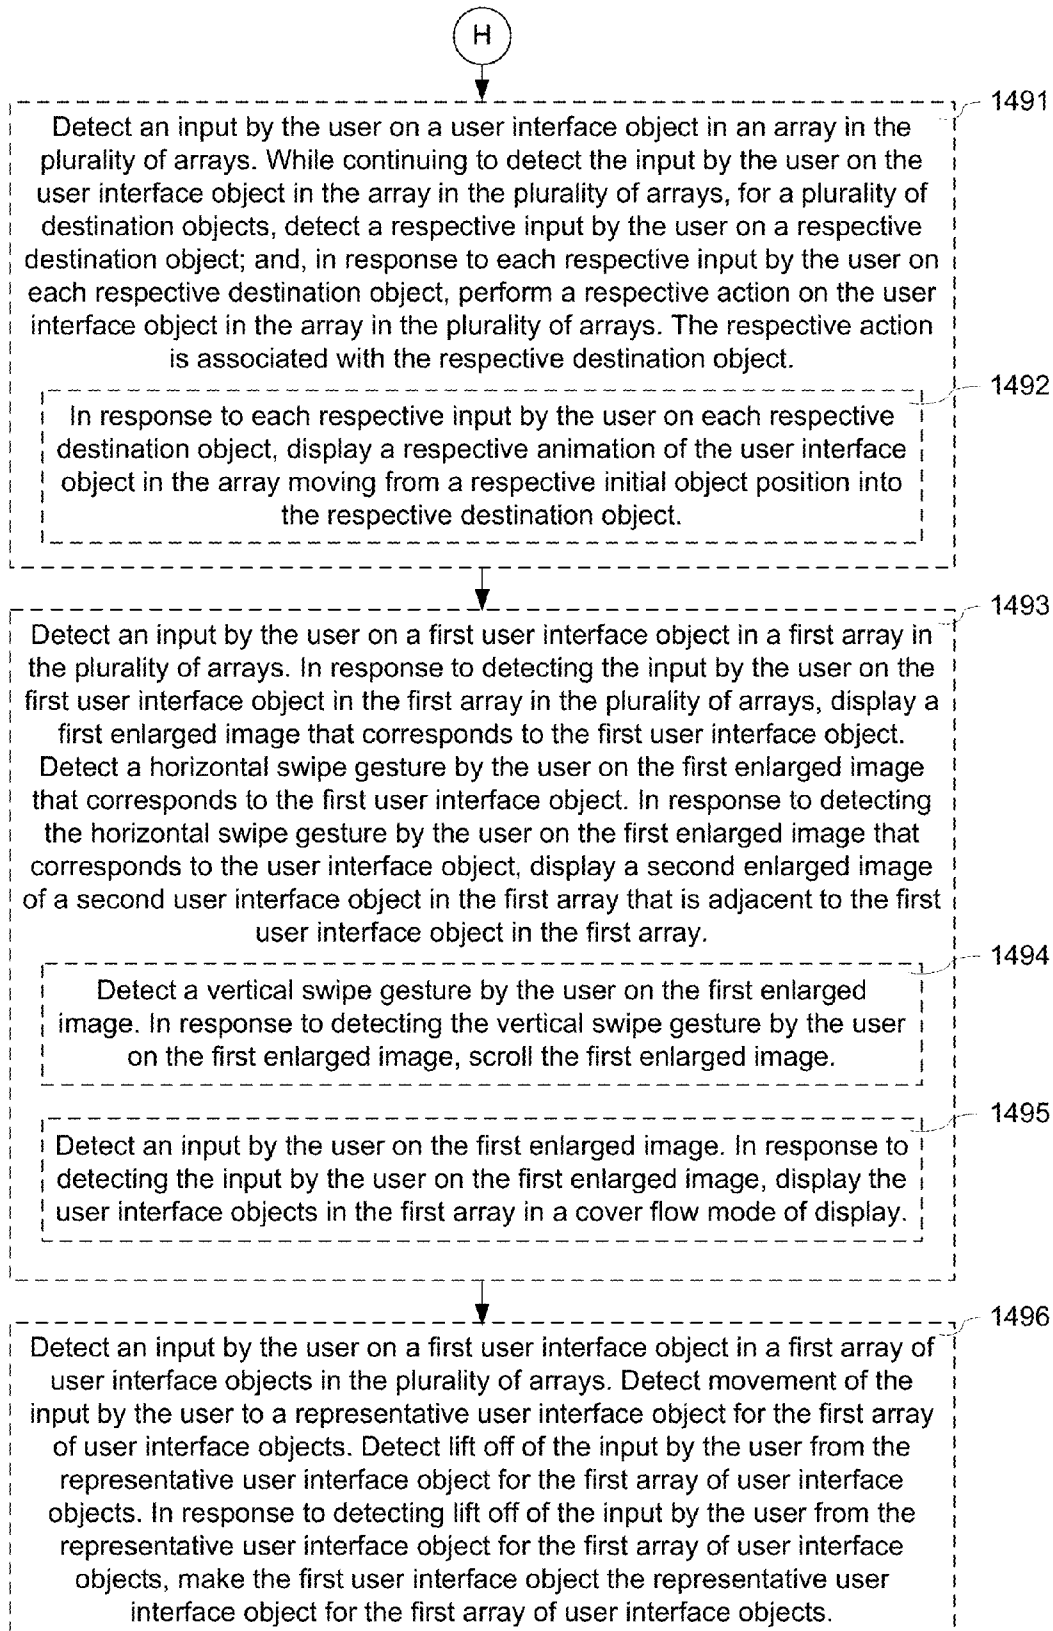 H
1491
Detect an input by the user on a user interface object in an array in the
plurality of arrays. While continuing to detect the input by the user on the
user interface object in the array in the plurality of arrays, for a plurality of
destination objects, detect a respective input by the user on a respective
destination object; and, in response to each respective input by the user on
each respective destination object, perform a respective action on the user
interface object in the array in the plurality of arrays. The respective action
is associated with the respective destination object.
1492
In response to each respective input by the user on each respective
destination object, display a respective animation of the user interface
object in the array moving from a respective initial object position into
the respective destination object.
1493
Detect an input by the user on a first user interface object in a first array in
the plurality of arrays. In response to detecting the input by the user on the
first user interface object in the first array in the plurality of arrays, display a
first enlarged image that corresponds to the first user interface object.
Detect a horizontal swipe gesture by the user on the first enlarged image
that corresponds to the first user interface object. In response to detecting
the horizontal swipe gesture by the user on the first enlarged image that
corresponds to the user interface object, display a second enlarged image
of a second user interface object in the first array that is adjacent to the first
user interface object in the first array.
1494
Detect a vertical swipe gesture by the user on the first enlarged
image. In response to detecting the vertical swipe gesture by the user
on the first enlarged image, scroll the first enlarged image.
1495
Detect an input by the user on the first enlarged image. In response to
detecting the input by the user on the first enlarged image, display the
user interface objects in the first array in a cover flow mode of display.
1496
Detect an input by the user on a first user interface object in a first array of
user interface objects in the plurality of arrays. Detect movement of the
input by the user to a representative user interface object for the first array
of user interface objects. Detect lift off of the input by the user from the
representative user interface object for the first array of user interface
objects. In response to detecting lift off of the input by the user from the
representative user interface object for the first array of user interface
objects, make the first user interface object the representative user
interface object for the first array of user interface objects.